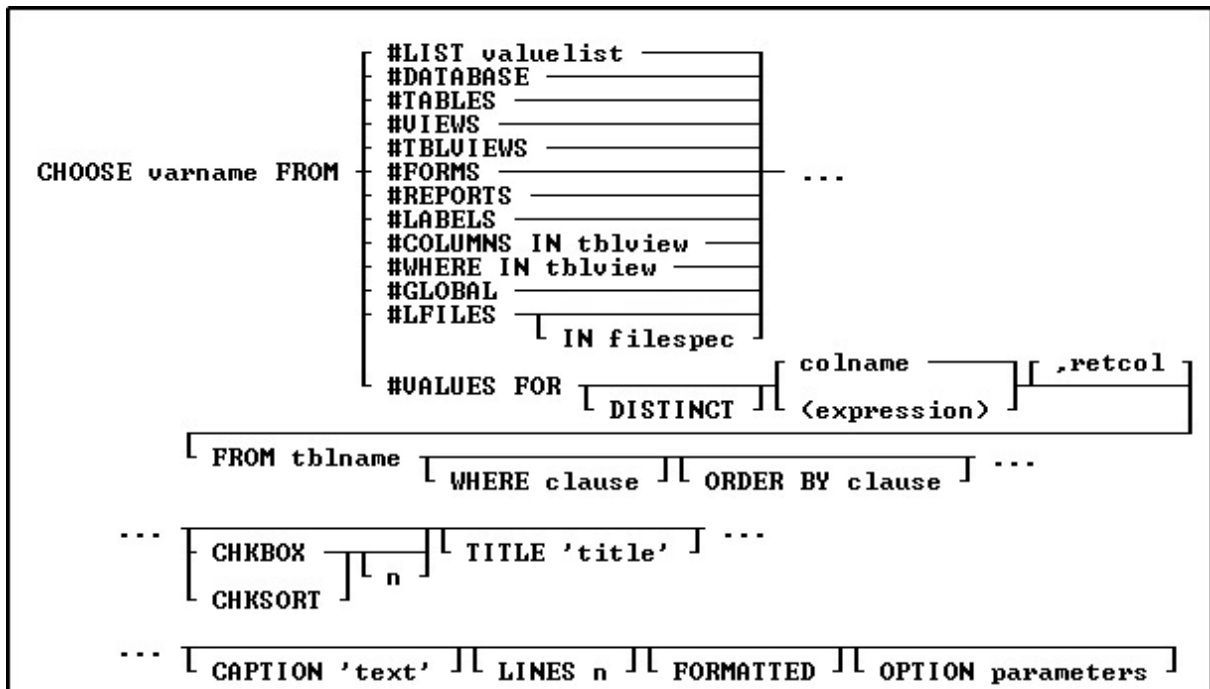 #LIST valuelist
#DATABASE
#TABLES
#VIEWS
#TBLVIEWS
CHOOSE varname FROM #FORMS ...
#REPORTS
#LABELS
#COLUMNS IN tblview
#WHERE IN tblview
#GLOBAL
#LFILES
IN filespec
colname ,retcol
#VALUES FOR
DISTINCT (expression)
FROM tblname ...
WHERE clause ORDER BY clause
... ...
CHKBOX TITLE 'title'
n
CHKSORT
...
CAPTION 'text' LINES n FORMATTED OPTION parameters